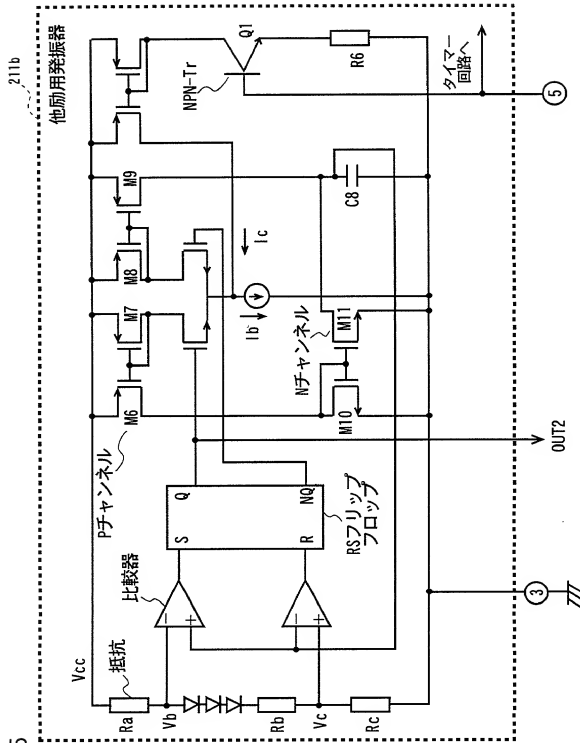 211b
他励用発振器
Vcc
抵抗
Ra
Vb
Rb
Vc
Rc
比較器
−
+
−
+
S
Q
R
NQ
RSフリップ
フロップ
Pチャンネル
M6
M7
M8
M9
Ib
Ic
Nチャンネル
M10
M11
C8
NPN-Tr
Q1
R6
タイマー
回路へ
OUT2
3
5